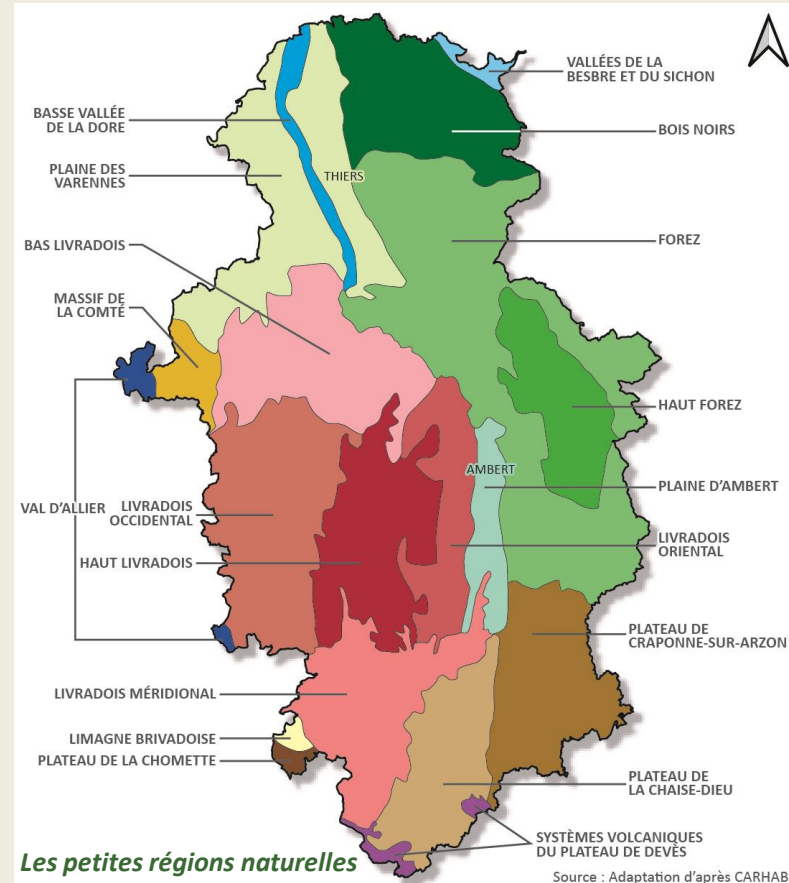 VALLÉES DE LA
BESBRE ET DU SICHON
BASSE VALLÉE
DE LA DORE
BOIS NOIRS
PLAINE DES
VARENNES
THIERS
FOREZ
BAS LIVRADOIS
MASSIF DE
LA COMTÉ
HAUT FOREZ
AMBERT
PLAINE D'AMBERT
VAL D'ALLIER
LIVRADOIS
OCCIDENTAL
LIVRADOIS
ORIENTAL
HAUT LIVRADOIS
PLATEAU DE
CRAPONNE-SUR-ARZON
LIVRADOIS MÉRIDIONAL
LIMAGNE BRIVADOISE
PLATEAU DE LA CHOMETTE
PLATEAU DE
LA CHAISE-DIEU
SYSTÈMES VOLCANIQUES
DU PLATEAU DE DEVÈS
Les petites régions naturelles
Source : Adaptation d'après CARHAB